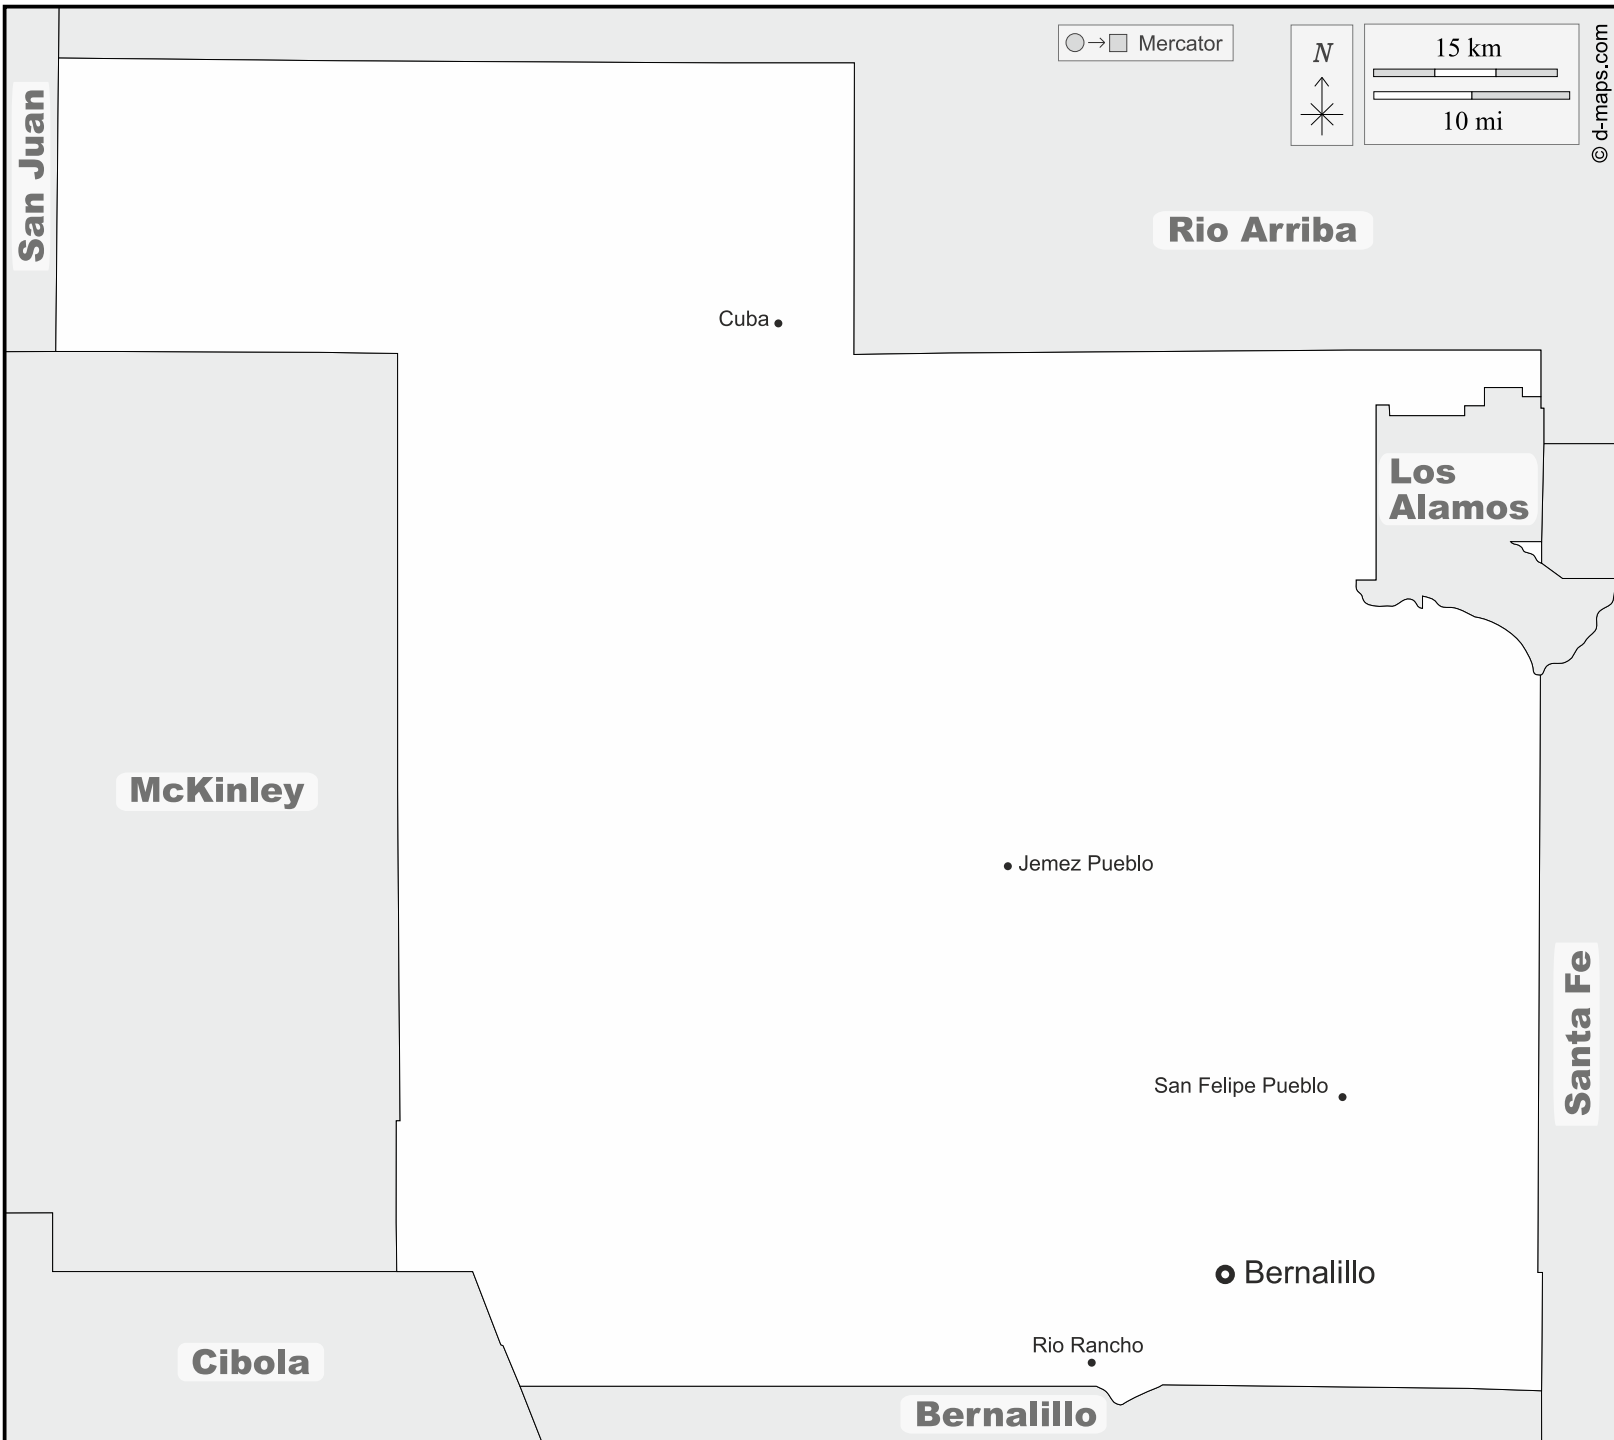 Mercator
N
15 km
10 mi
© d-maps.com
San Juan
Rio Arriba
Cuba
Los
Alamos
McKinley
Jemez Pueblo
Santa Fe
San Felipe Pueblo
Bernalillo
Rio Rancho
Cibola
Bernalillo